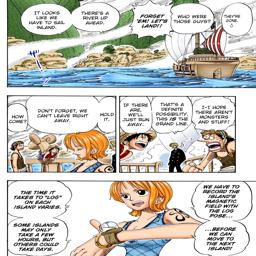 IT LOOKS
LIKE WE
HAVE TO
SAIL
INLAND.
THERE'S A
RIVER UP
AHEAD.
FORGET
'EM! LET'S
LAND!!
WHO WERE
THOSE GUYS?
THEY'RE
GONE.
HOW
COME?
DON'T FORGET, WE
CAN'T LEAVE RIGHT
AWAY.
HOLD
IT.
IF THERE
ARE,
WE'LL
JUST RUN
AWAY.
THAT'S A
DEFINITE
POSSIBILITY.
THIS IS THE
GRAND LINE.
I-I HOPE
THERE AREN'T
MONSTERS
AND STUFF!
THE TIME IT
TAKES TO "LOG"
ON EACH
ISLAND VARIES.
SOME ISLANDS
MAY ONLY
TAKE A FEW
HOURS, BUT
OTHERS COULD
TAKE DAYS.
WE HAVE TO
RECORD THE
ISLAND'S
MAGNETIC
FIELD WITH
THE LOG
POSE...
...BEFORE
WE CAN
MOVE TO
THE NEXT
ISLAND!